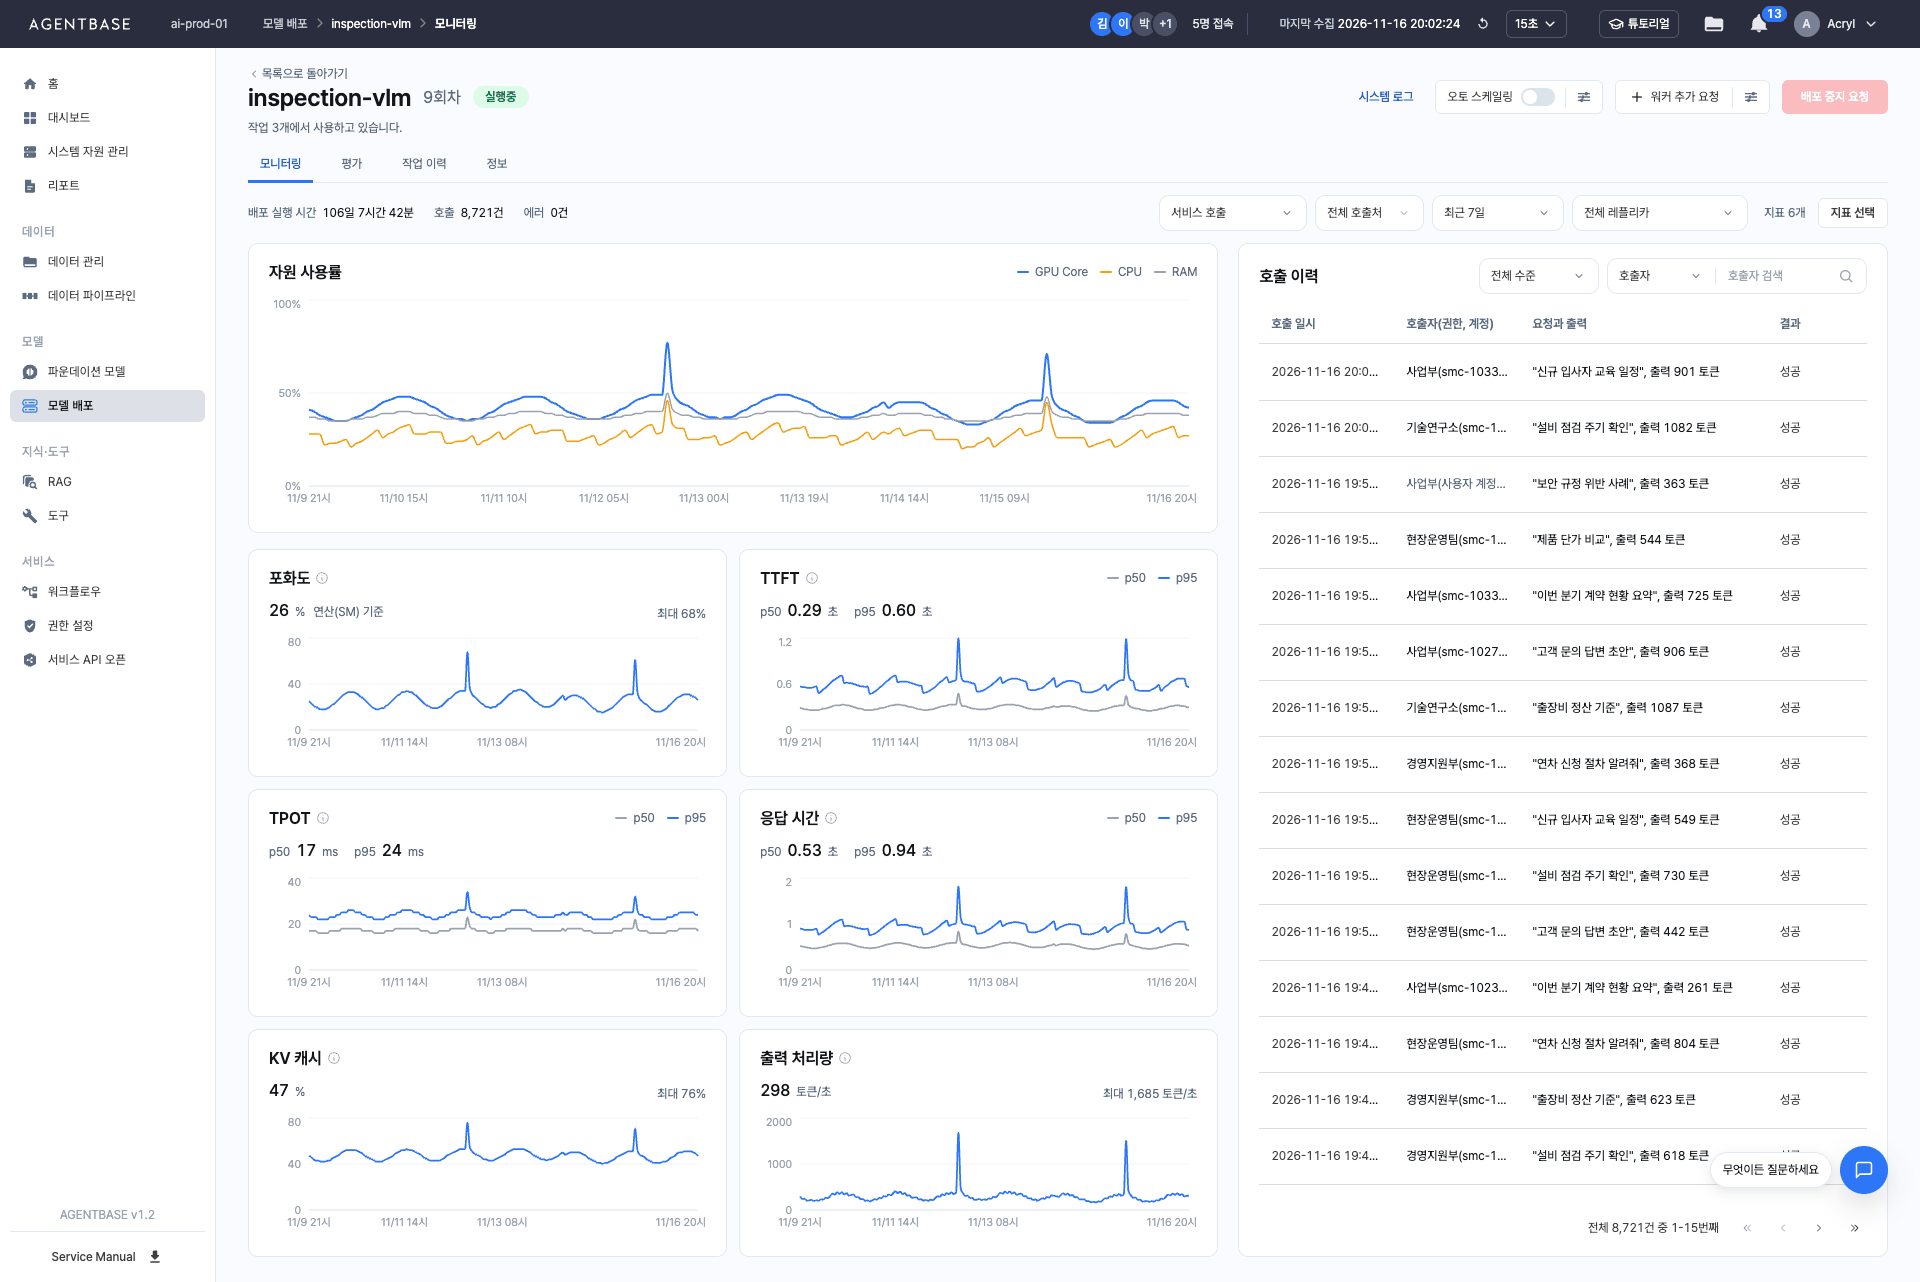 AGENTBASE
ai-prod-01
모델 배포 > inspection-vlm > 모니터링
김 이 박 +1 5명 접속
마지막 수집 2026-11-16 20:02:24
15초
튜토리얼
13
A Acryl
홈
대시보드
시스템 자원 관리
리포트
데이터
데이터 관리
데이터 파이프라인
모델
파운데이션 모델
모델 배포
지식·도구
RAG
도구
서비스
워크플로우
권한 설정
서비스 API 오픈
AGENTBASE v1.2
Service Manual
목록으로 돌아가기
inspection-vlm 9회차 실행중
작업 3개에서 사용하고 있습니다.
시스템 로그
오토 스케일링
워커 추가 요청
배포 중지 요청
모니터링 평가 작업 이력 정보
배포 실행 시간 106일 7시간 42분 호출 8,721건 에러 0건
서비스 호출
전체 호출처
최근 7일
전체 레플리카
지표 6개
지표 선택
자원 사용률
GPU Core CPU RAM
100%
50%
0%
11/9 21시 11/10 15시 11/11 10시 11/12 05시 11/13 00시 11/13 19시 11/14 14시 11/15 09시 11/16 20시
포화도
26 % 연산(SM) 기준
최대 68%
80
40
0
11/9 21시 11/11 14시 11/13 08시 11/16 20시
TTFT
p50 p95
p50 0.29 초 p95 0.60 초
1.2
0.6
0
11/9 21시 11/11 14시 11/13 08시 11/16 20시
TPOT
p50 p95
p50 17 ms p95 24 ms
40
20
0
11/9 21시 11/11 14시 11/13 08시 11/16 20시
응답 시간
p50 p95
p50 0.53 초 p95 0.94 초
2
1
0
11/9 21시 11/11 14시 11/13 08시 11/16 20시
KV 캐시
47 %
최대 76%
80
40
0
11/9 21시 11/11 14시 11/13 08시 11/16 20시
출력 처리량
298 토큰/초
최대 1,685 토큰/초
2000
1000
0
11/9 21시 11/11 14시 11/13 08시 11/16 20시
호출 이력
전체 수준
호출자
호출자 검색
호출 일시 호출자(권한, 계정) 요청과 출력 결과
2026-11-16 20:0... 사업부(smc-1033... "신규 입사자 교육 일정", 출력 901 토큰 성공
2026-11-16 20:0... 기술연구소(smc-1... "설비 점검 주기 확인", 출력 1082 토큰 성공
2026-11-16 19:5... 사업부(사용자 계정... "보안 규정 위반 사례", 출력 363 토큰 성공
2026-11-16 19:5... 현장운영팀(smc-1... "제품 단가 비교", 출력 544 토큰 성공
2026-11-16 19:5... 사업부(smc-1033... "이번 분기 계약 현황 요약", 출력 725 토큰 성공
2026-11-16 19:5... 사업부(smc-1027... "고객 문의 답변 초안", 출력 906 토큰 성공
2026-11-16 19:5... 기술연구소(smc-1... "출장비 정산 기준", 출력 1087 토큰 성공
2026-11-16 19:5... 경영지원부(smc-1... "연차 신청 절차 알려줘", 출력 368 토큰 성공
2026-11-16 19:5... 현장운영팀(smc-1... "신규 입사자 교육 일정", 출력 549 토큰 성공
2026-11-16 19:5... 현장운영팀(smc-1... "설비 점검 주기 확인", 출력 730 토큰 성공
2026-11-16 19:5... 현장운영팀(smc-1... "고객 문의 답변 초안", 출력 442 토큰 성공
2026-11-16 19:4... 사업부(smc-1023... "이번 분기 계약 현황 요약", 출력 261 토큰 성공
2026-11-16 19:4... 현장운영팀(smc-1... "연차 신청 절차 알려줘", 출력 804 토큰 성공
2026-11-16 19:4... 경영지원부(smc-1... "출장비 정산 기준", 출력 623 토큰 성공
2026-11-16 19:4... 경영지원부(smc-1... "설비 점검 주기 확인", 출력 618 토큰
무엇이든 질문하세요
전체 8,721건 중 1-15번째